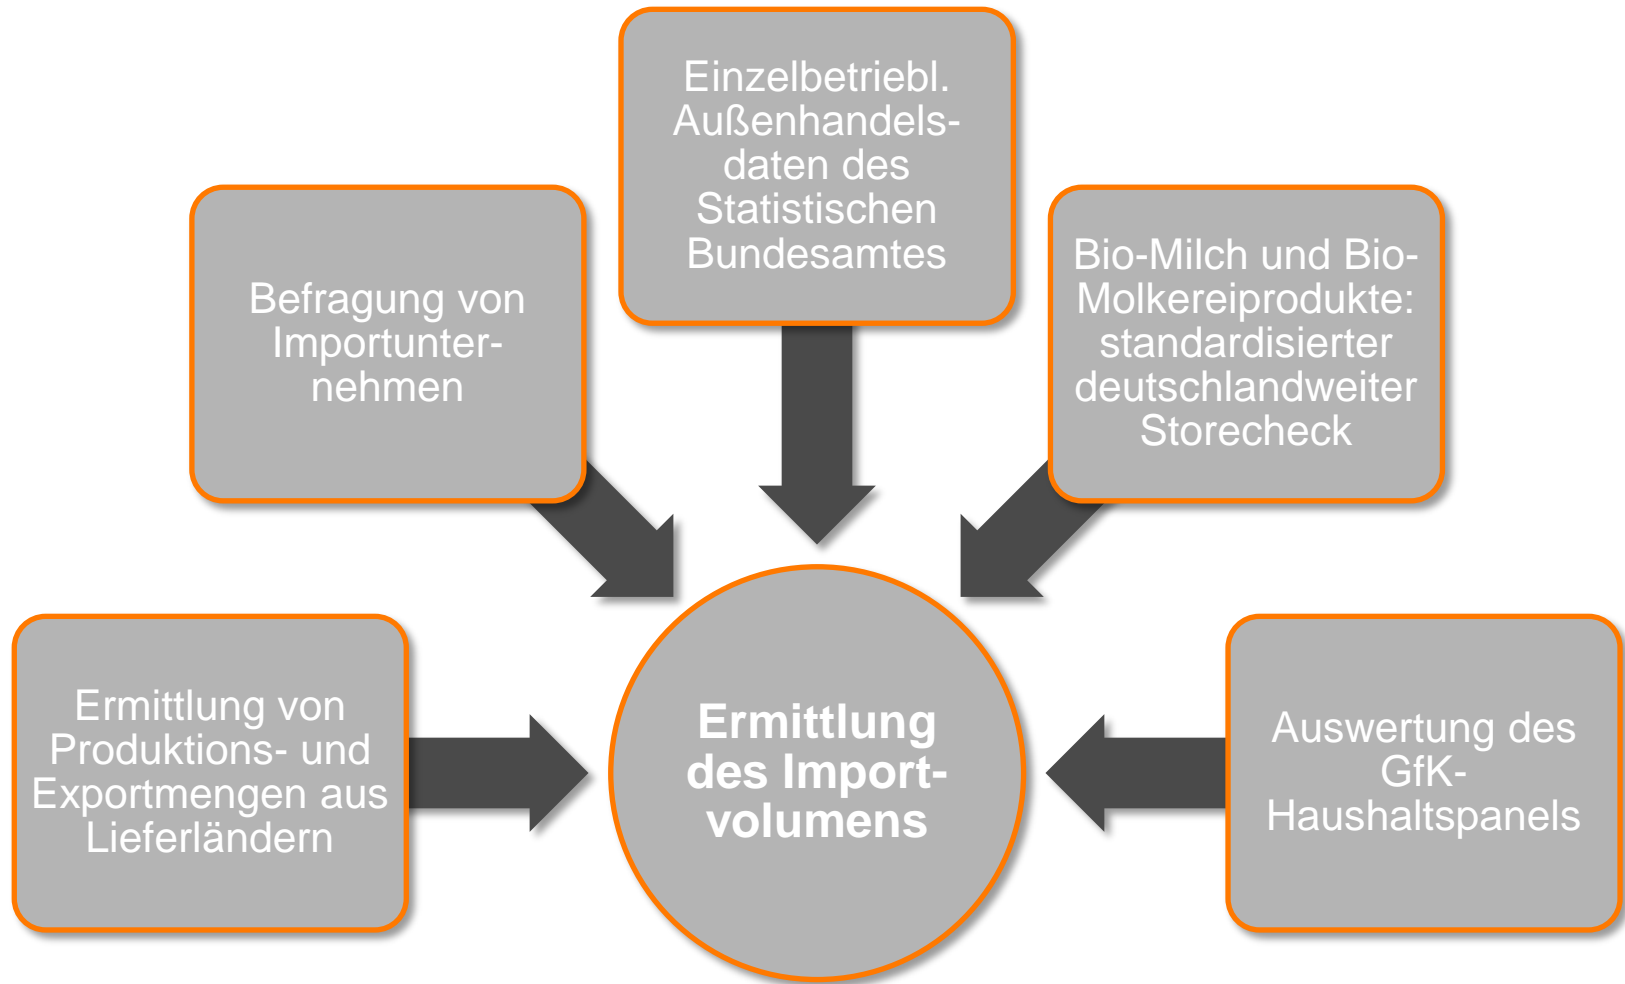 Einzelbetriebl.
Außenhandels-
daten des
Statistischen
Bundesamtes
Befragung von
Importunter-
nehmen
Bio-Milch und Bio-
Molkereiprodukte:
standardisierter
deutschlandweiter
Storecheck
Ermittlung von
Produktions- und
Exportmengen aus
Lieferländern
Ermittlung
des Import-
volumens
Auswertung des
GfK-
Haushaltspanels